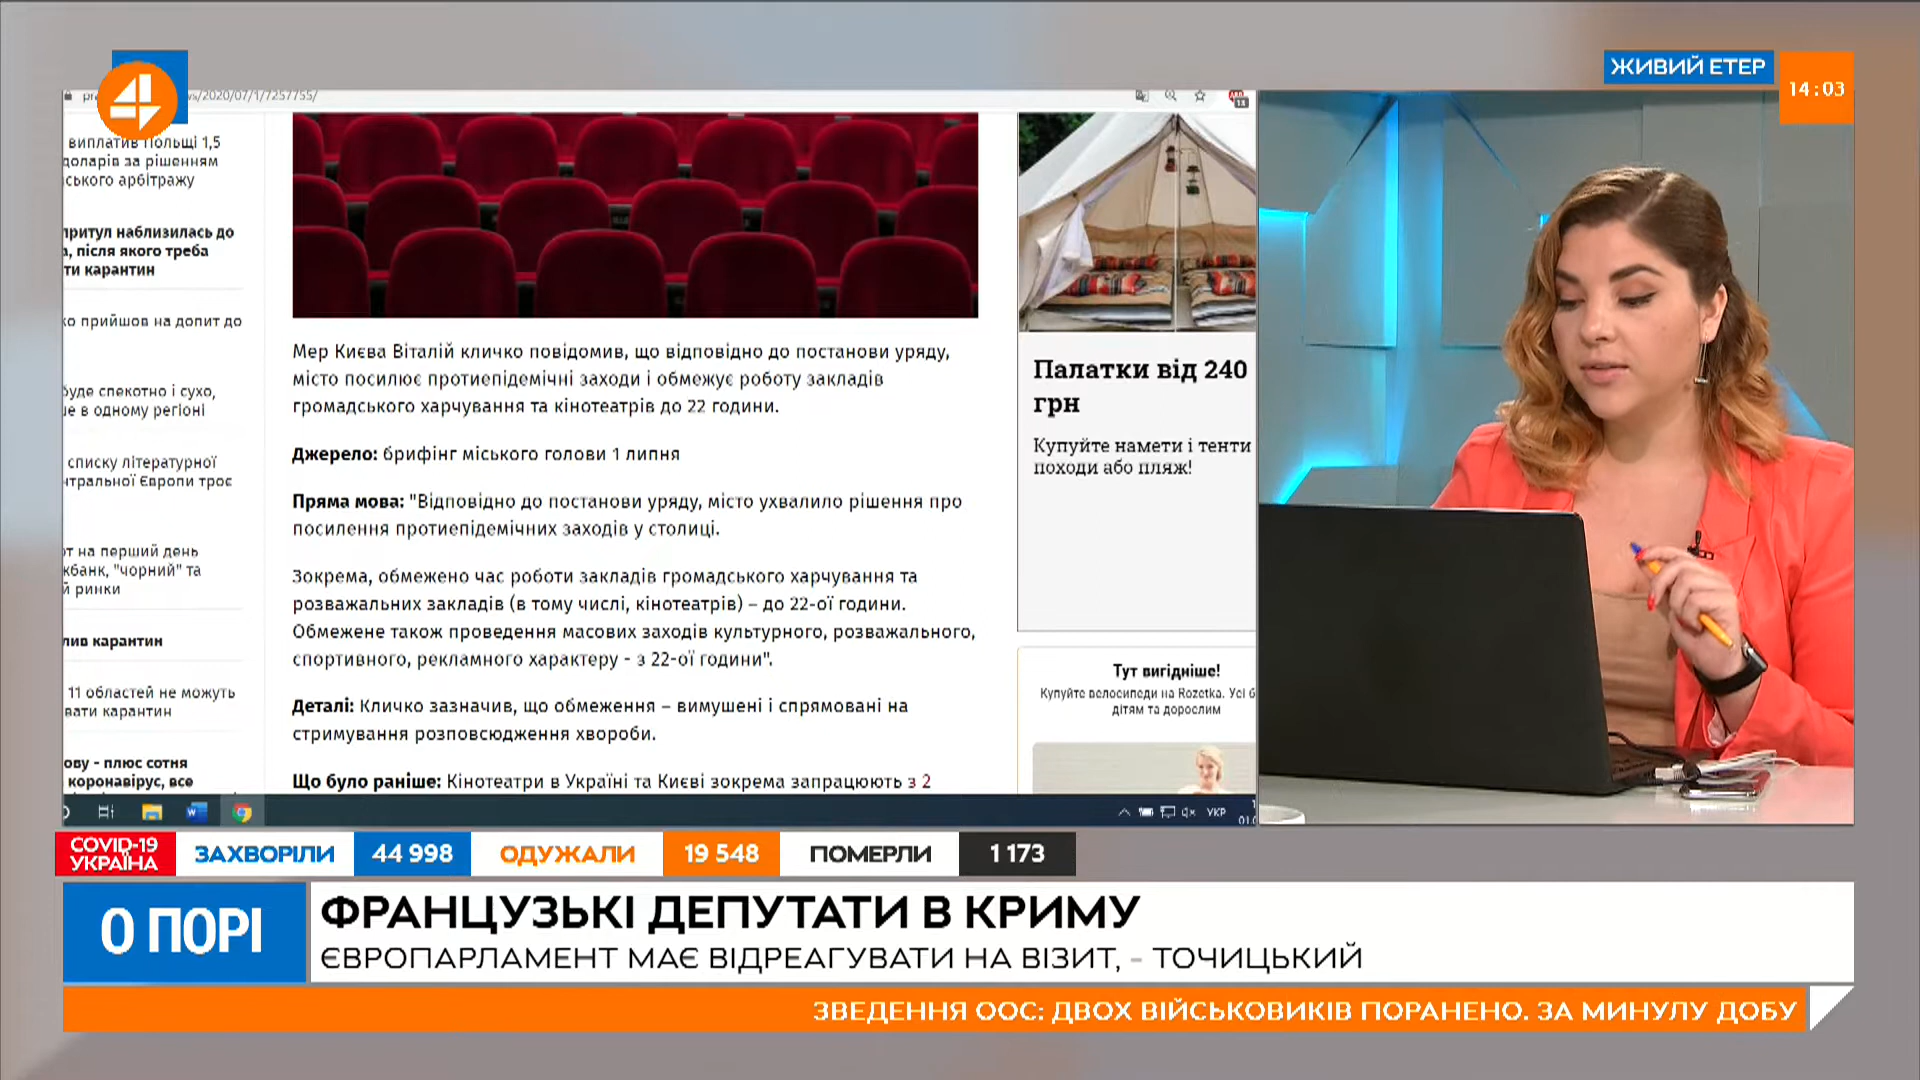 ЖИВИЙ ЕТЕР
14:03
/2020/07/1/7257755/
виплатив Польщі 1,5
доларів за рішенням
ського арбітражу
притул наблизилась до
а, після якого треба
ти карантин
ко прийшов на допит до
буде спекотно і сухо,
ще в одному регіоні
списку літературної
нтральної Європи троє
от на перший день
кбанк, "чорний" та
й ринки
лив карантин
11 областей не можуть
вати карантин
ову - плюс сотня
коронавірус, все
Мер Києва Віталій кличко повідомив, що відповідно до постанови уряду,
місто посилює протиепідемічні заходи і обмежує роботу закладів
громадського харчування та кінотеатрів до 22 години.
Джерело: брифінг міського голови 1 липня
Пряма мова: "Відповідно до постанови уряду, місто ухвалило рішення про
посилення протиепідемічних заходів у столиці.
Зокрема, обмежено час роботи закладів громадського харчування та
розважальних закладів (в тому числі, кінотеатрів) – до 22-ої години.
Обмежене також проведення масових заходів культурного, розважального,
спортивного, рекламного характеру - з 22-ої години".
Деталі: Кличко зазначив, що обмеження – вимушені і спрямовані на
стримування розповсюдження хвороби.
Що було раніше: Кінотеатри в Україні та Києві зокрема запрацюють з 2
Палатки від 240
грн
Купуйте намети і тенти
походи або пляж!
Тут вигідніше!
Купуйте велосипеди на Rozetka. Усі б
дітям та дорослим
УКР
COVID-19
УКРАЇНА
ЗАХВОРІЛИ 44 998 ОДУЖАЛИ 19 548 ПОМЕРЛИ 1 173
О ПОРІ
ФРАНЦУЗЬКІ ДЕПУТАТИ В КРИМУ
ЄВРОПАРЛАМЕНТ МАЄ ВІДРЕАГУВАТИ НА ВІЗИТ, - ТОЧИЦЬКИЙ
ЗВЕДЕННЯ ООС: ДВОХ ВІЙСЬКОВИКІВ ПОРАНЕНО. ЗА МИНУЛУ ДОБУ